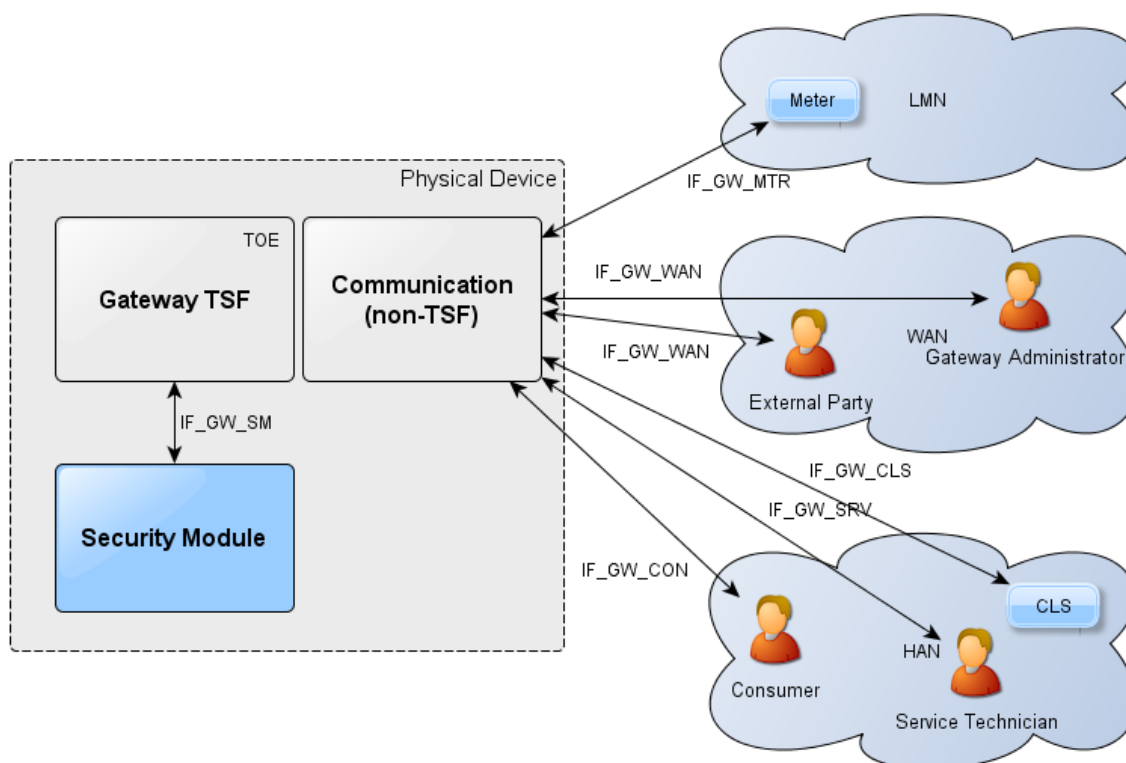 Meter
LMN
Physical Device
IF_GW_MTR
TOE
Gateway TSF
Communication
(non-TSF)
IF_GW_WAN
IF_GW_WAN
WAN
Gateway Administrator
External Party
IF_GW_SM
Security Module
IF_GW_CLS
IF_GW_SRV
IF_GW_CON
CLS
HAN
Consumer
Service Technician